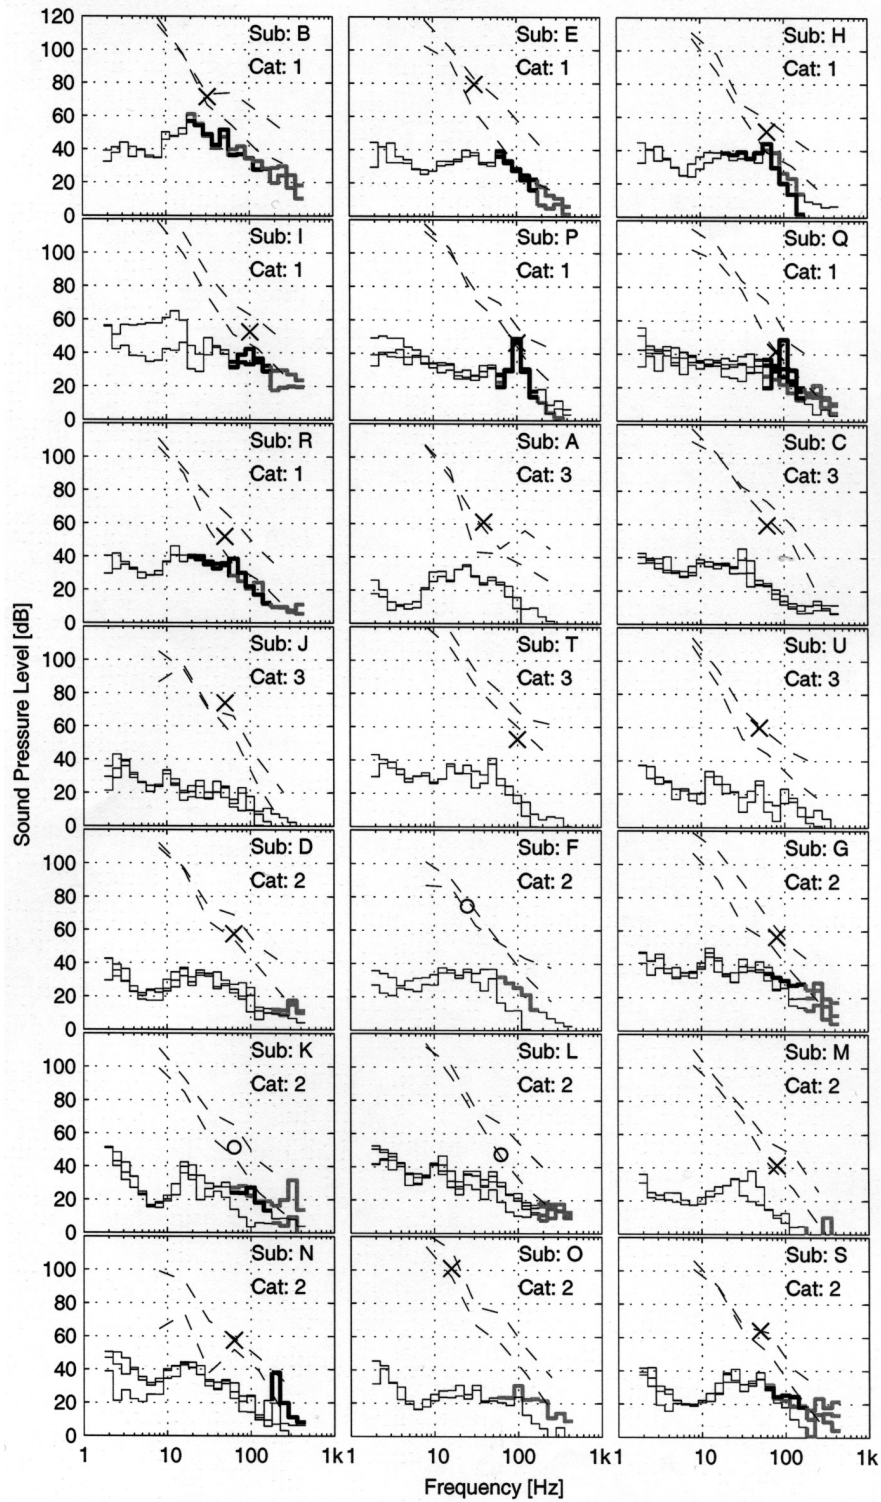 120
100
80
60
40
20
0
Sub: B
Cat: 1
Sub: E
Cat: 1
Sub: H
Cat: 1
100
80
60
40
20
0
Sub: I
Cat: 1
Sub: P
Cat: 1
Sub: Q
Cat: 1
100
80
60
40
20
0
Sub: R
Cat: 1
Sub: A
Cat: 3
Sub: C
Cat: 3
Sound Pressure Level [dB]
100
80
60
40
20
0
Sub: J
Cat: 3
Sub: T
Cat: 3
Sub: U
Cat: 3
100
80
60
40
20
0
Sub: D
Cat: 2
Sub: F
Cat: 2
Sub: G
Cat: 2
100
80
60
40
20
0
Sub: K
Cat: 2
Sub: L
Cat: 2
Sub: M
Cat: 2
100
80
60
40
20
0
Sub: N
Cat: 2
Sub: O
Cat: 2
Sub: S
Cat: 2
1 10 100 1k 10 100 1k1 10 100 1k
Frequency [Hz]